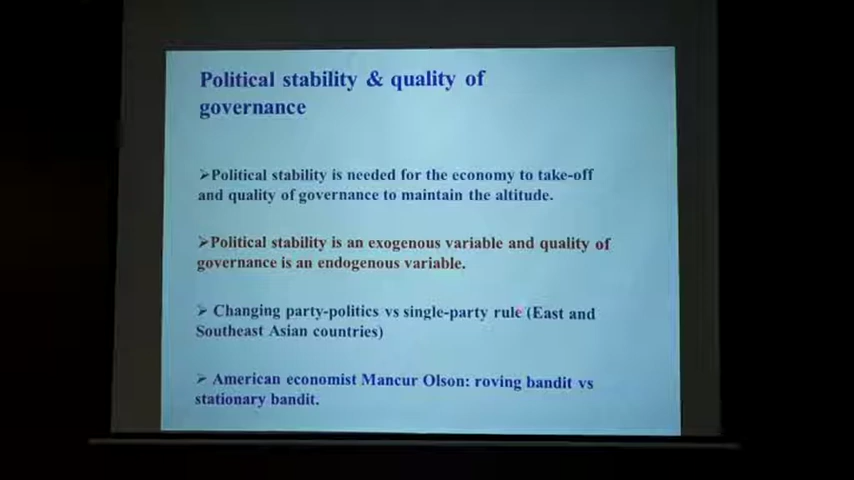 Political stability & quality of
governance
➢Political stability is needed for the economy to take-off
and quality of governance to maintain the altitude.
➢Political stability is an exogenous variable and quality of
governance is an endogenous variable.
➢ Changing party-politics vs single-party rule (East and
Southeast Asian countries)
➢ American economist Mancur Olson: roving bandit vs
stationary bandit.